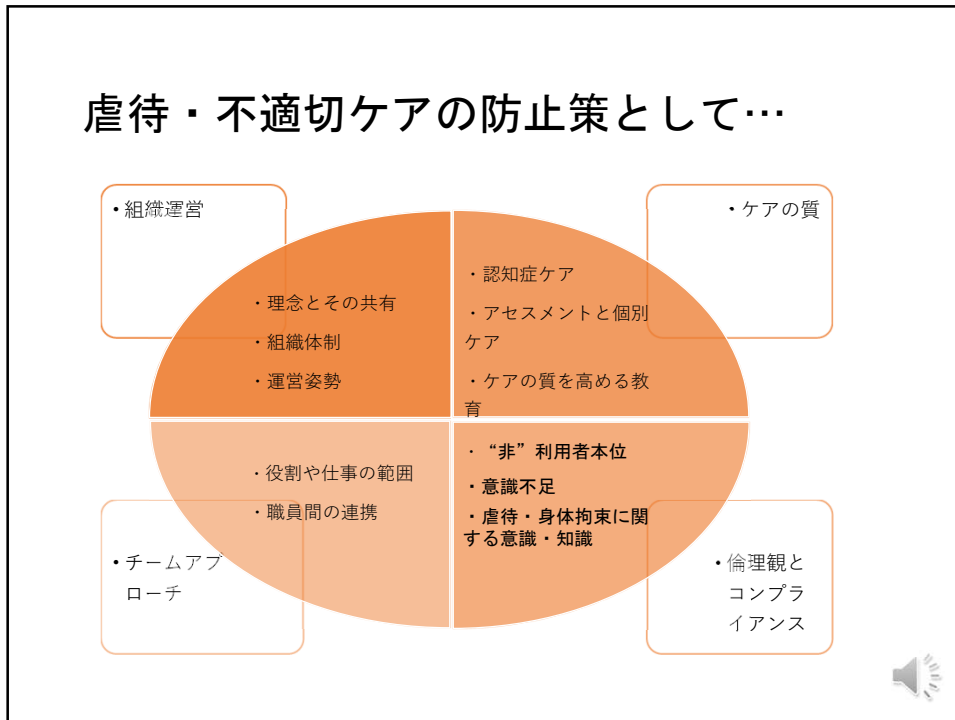 虐待・不適切ケアの防止策として…
・組織運営
・理念とその共有
・組織体制
・運営姿勢
・ケアの質
・認知症ケア
・アセスメントと個別
ケア
・ケアの質を高める教
育
・役割や仕事の範囲
・職員間の連携
・チームアプ
ローチ
・“非”利用者本位
・意識不足
・虐待・身体拘束に関
する意識・知識
・倫理観と
コンプラ
イアンス